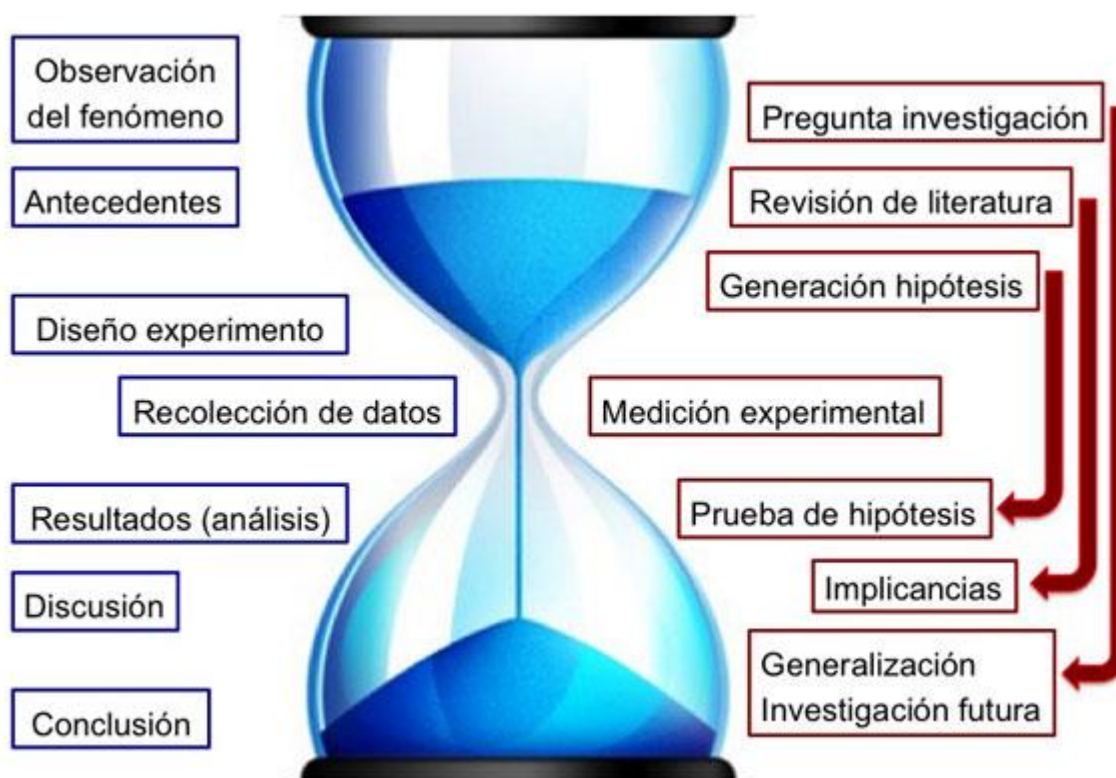 Observación
del fenómeno
Pregunta investigación
Antecedentes
Revisión de literatura
Generación hipótesis
Diseño experimento
Recolección de datos
Medición experimental
Resultados (análisis)
Prueba de hipótesis
Discusión
Implicancias
Generalización
Investigación futura
Conclusión